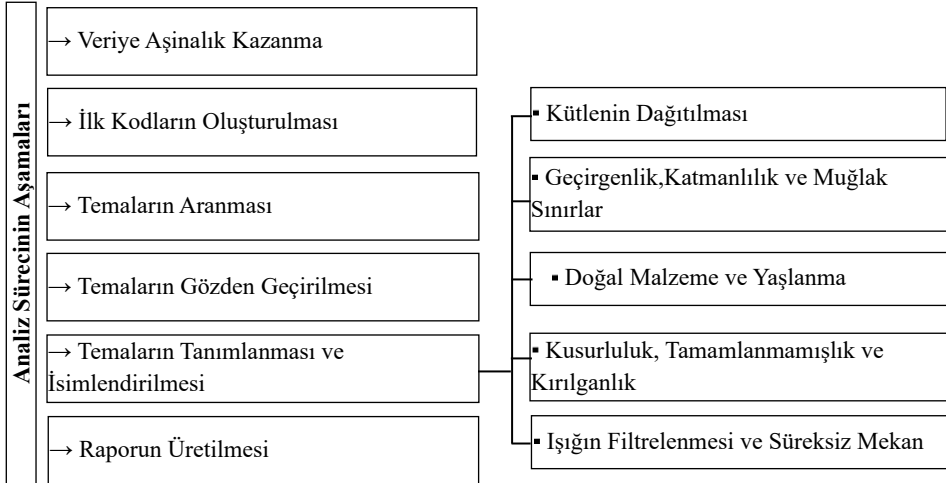 Analiz Sürecinin Aşamaları
→ Veriye Aşinalık Kazanma
→ İlk Kodların Oluşturulması
→ Temaların Aranması
→ Temaların Gözden Geçirilmesi
→ Temaların Tanımlanması ve
İsimlendirilmesi
→ Raporun Üretilmesi
▪ Kütlenin Dağıtılması
▪ Geçirgenlik,Katmanlılık ve Muğlak
Sınırlar
▪ Doğal Malzeme ve Yaşlanma
▪ Kusurluluk, Tamamlanmamışlık ve
Kırılganlık
▪ Işığın Filtrelenmesi ve Süreksiz Mekan